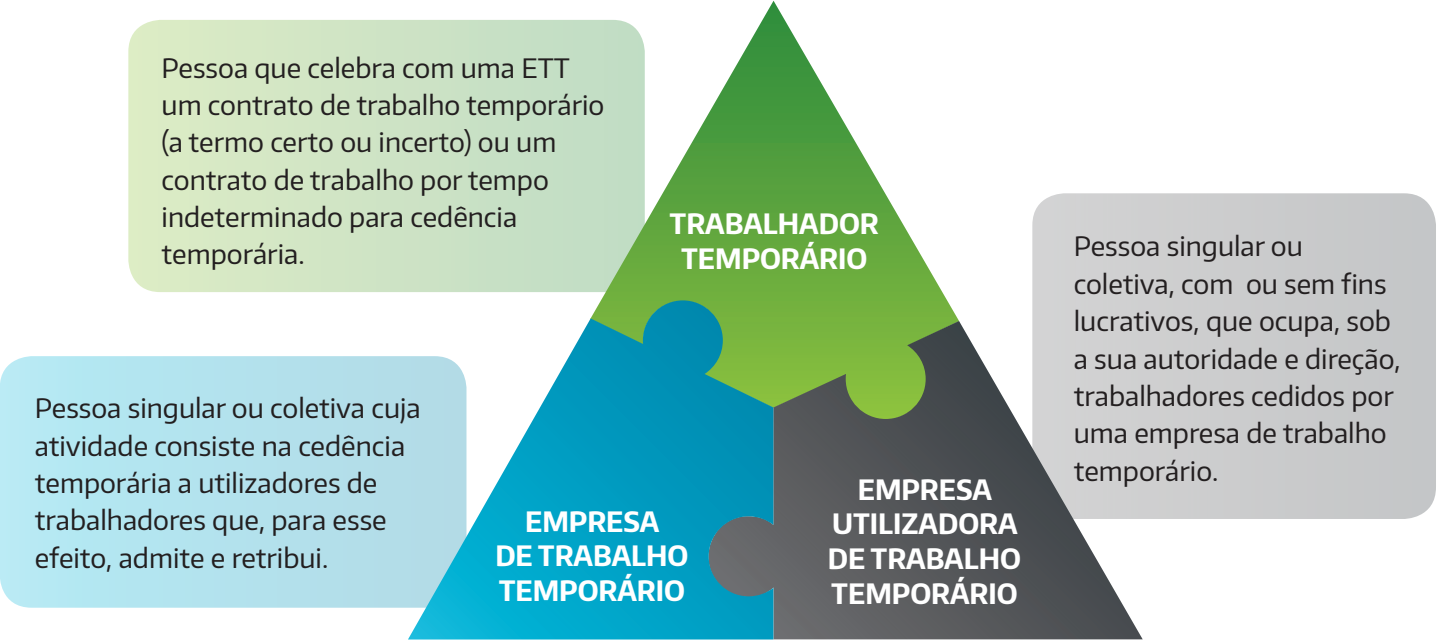 Pessoa que celebra com uma ETT
um contrato de trabalho temporário
(a termo certo ou incerto) ou um
contrato de trabalho por tempo
indeterminado para cedência
temporária.
TRABALHADOR
TEMPORÁRIO
Pessoa singular ou
coletiva, com ou sem fins
lucrativos, que ocupa, sob
a sua autoridade e direção,
trabalhadores cedidos por
uma empresa de trabalho
temporário.
Pessoa singular ou coletiva cuja
atividade consiste na cedência
temporária a utilizadores de
trabalhadores que, para esse
efeito, admite e retribui.
EMPRESA
DE TRABALHO
TEMPORÁRIO
EMPRESA
UTILIZADORA
DE TRABALHO
TEMPORÁRIO